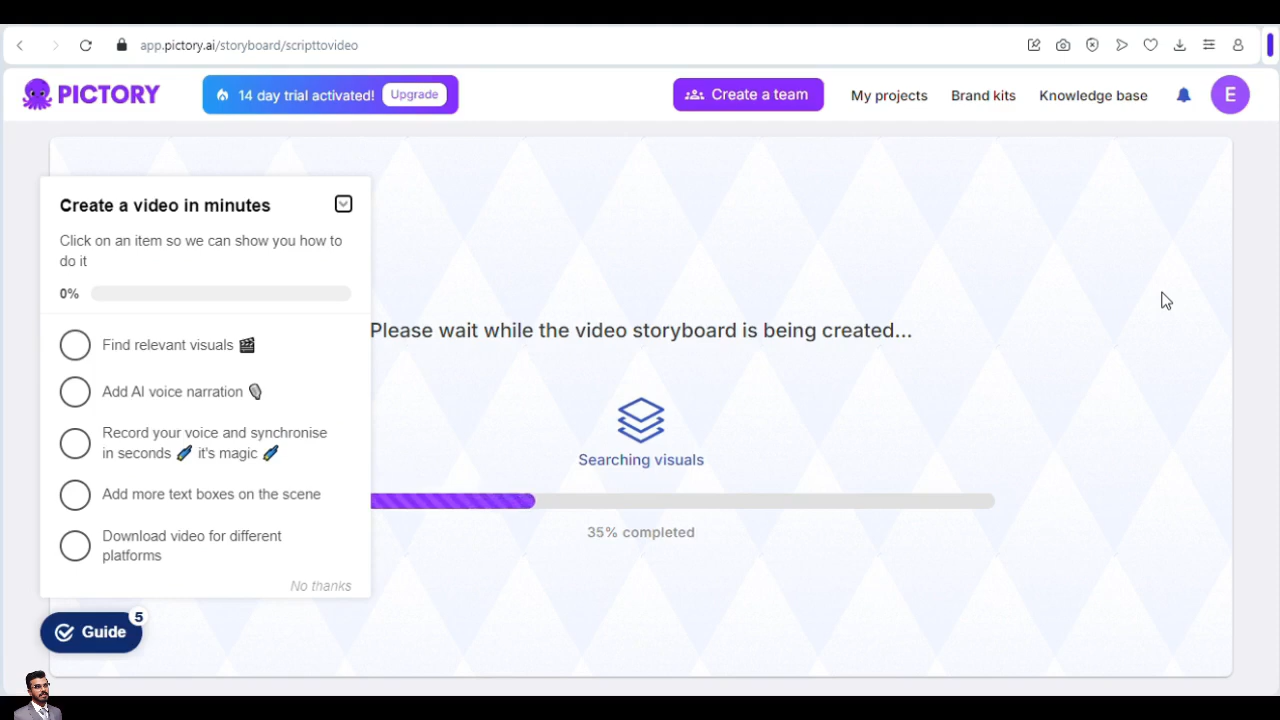 app.pictory.ai/storyboard/scripttovideo
PICTORY
14 day trial activated!
Upgrade
Create a team
My projects
Brand kits
Knowledge base
E
Create a video in minutes
Click on an item so we can show you how to
do it
0%
Find relevant visuals
Add AI voice narration
Record your voice and synchronise
in seconds it's magic
Add more text boxes on the scene
Download video for different
platforms
No thanks
Guide
5
Please wait while the video storyboard is being created...
Searching visuals
35% completed